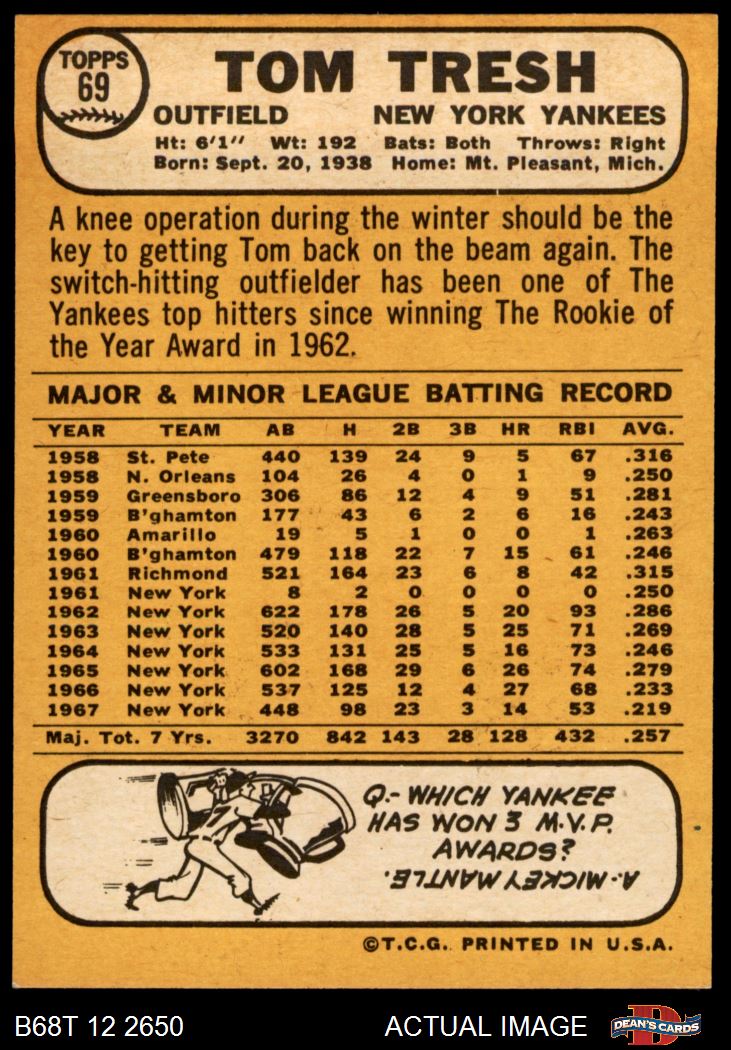 TOPPS
69
TOM TRESH
OUTFIELD NEW YORK YANKEES
Ht: 6'1" Wt: 192 Bats: Both Throws: Right
Born: Sept. 20, 1938 Home: Mt. Pleasant, Mich.
A knee operation during the winter should be the
key to getting Tom back on the beam again. The
switch-hitting outfielder has been one of The
Yankees top hitters since winning The Rookie of
the Year Award in 1962.
MAJOR & MINOR LEAGUE BATTING RECORD
YEAR TEAM AB H 2B 3B HR RBI AVG.
1958 St. Pete 440 139 24 9 5 67 .316
1958 N. Orleans 104 26 4 0 1 9 .250
1959 Greensboro 306 86 12 4 9 51 .281
1959 B'ghamton 177 43 6 2 6 16 .243
1960 Amarillo 19 5 1 0 0 1 .263
1960 B'ghamton 479 118 22 7 15 61 .246
1961 Richmond 521 164 23 6 8 42 .315
1961 New York 8 2 0 0 0 0 .250
1962 New York 622 178 26 5 20 93 .286
1963 New York 520 140 28 5 25 71 .269
1964 New York 533 131 25 5 16 73 .246
1965 New York 602 168 29 6 26 74 .279
1966 New York 537 125 12 4 27 68 .233
1967 New York 448 98 23 3 14 53 .219
Maj. Tot. 7 Yrs. 3270 842 143 28 128 432 .257
7
Q.- WHICH YANKEE
HAS WON 3 M.V.P.
AWARDS?
A.- MICKEY MANTLE.
©T.C.G. PRINTED IN U.S.A.
B68T 12 2650 ACTUAL IMAGE
D
DEAN'S CARDS